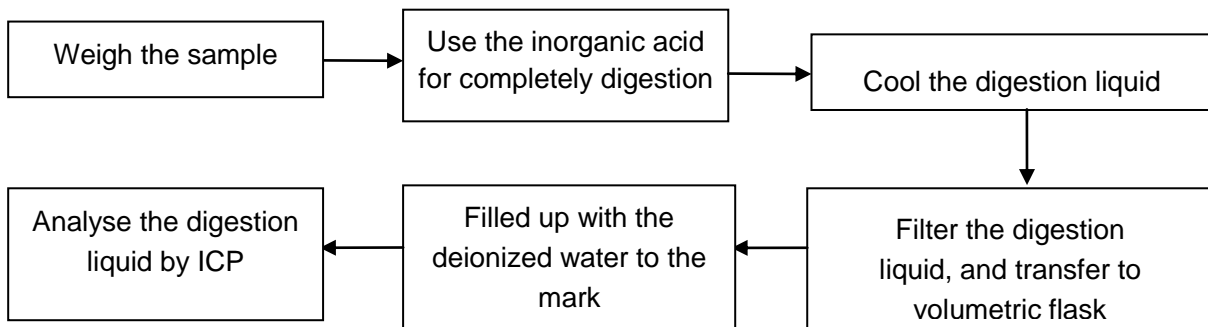 Weigh the sample
Use the inorganic acid
for completely digestion
Cool the digestion liquid
Filter the digestion
liquid, and transfer to
volumetric flask
Filled up with the
deionized water to the
mark
Analyse the digestion
liquid by ICP